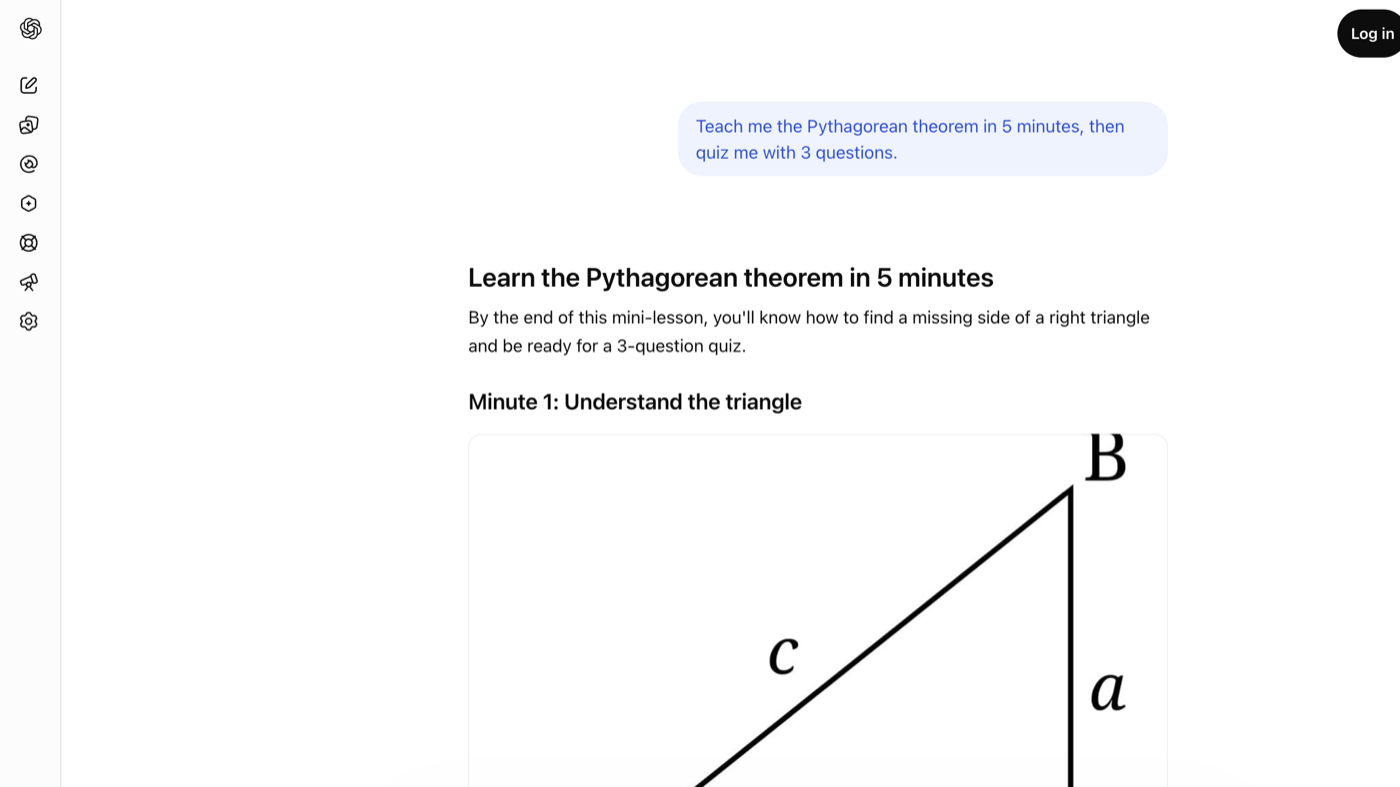 Log in
Teach me the Pythagorean theorem in 5 minutes, then
quiz me with 3 questions.
Learn the Pythagorean theorem in 5 minutes
By the end of this mini-lesson, you'll know how to find a missing side of a right triangle
and be ready for a 3-question quiz.
Minute 1: Understand the triangle
B
c
a